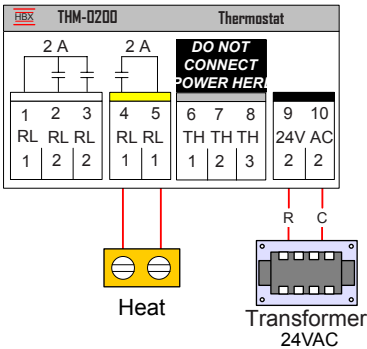 HBX THM-0200 Thermostat
2 A 2 A DO NOT
CONNECT
POWER HERE
1 2 3 4 5 6 7 8 9 10
RL RL RL RL RL TH TH TH 24V AC
1 2 2 1 1 1 2 3 2 2
R C
Heat
Transformer
24VAC